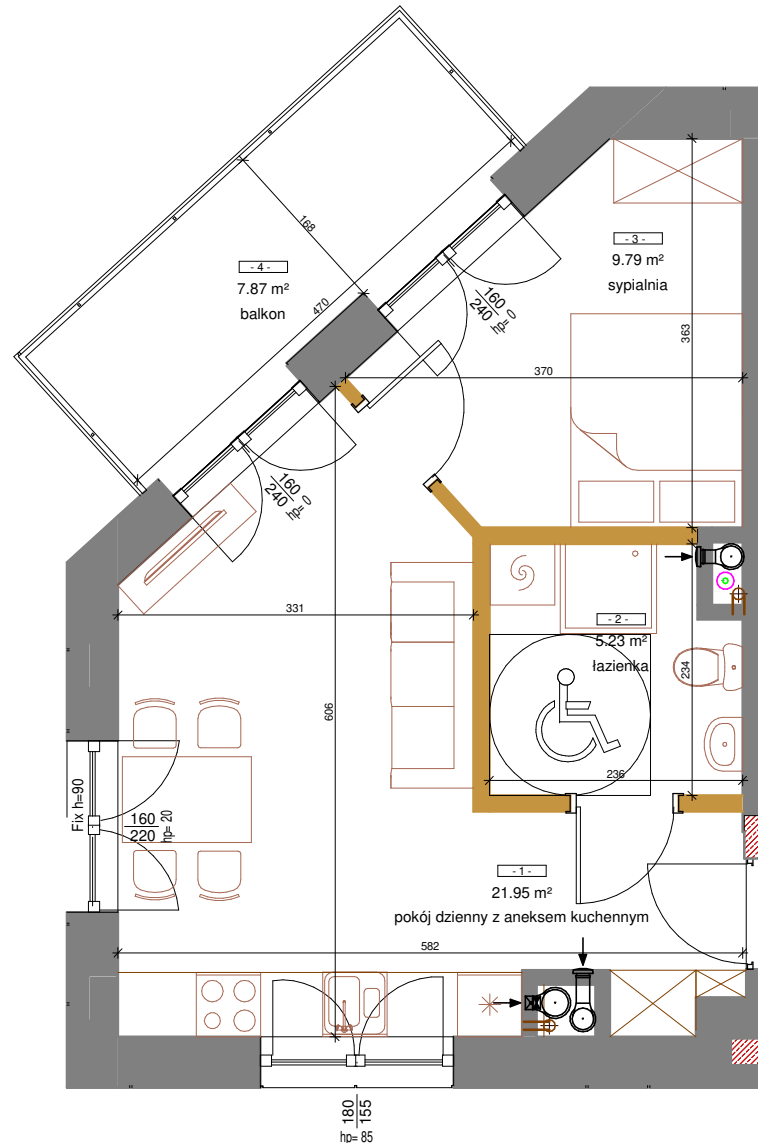 - 3 -
9.79 m²
sypialnia
- 4 -
7.87 m²
balkon
168
470
160
240
hp= 0
363
370
160
240
hp= 0
331
606
- 2 -
5.23 m²
łazienka
234
236
Fix h=90
160
220
hp= 20
- 1 -
21.95 m²
pokój dzienny z aneksem kuchennym
582
180
155
hp= 85